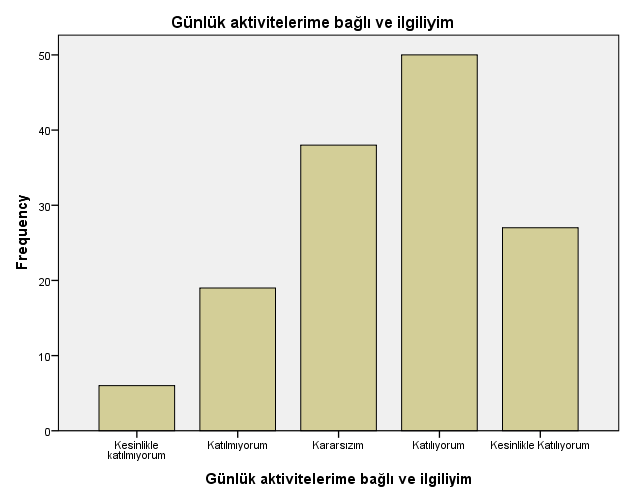 Günlük aktivitelerime bağlı ve ilgiliyim
50
40
30
20
10
0
Frequency
Kesinlikle
katılmıyorum
Katılmıyorum
Kararsızım
Katılıyorum
Kesinlikle Katılıyorum
Günlük aktivitelerime bağlı ve ilgiliyim